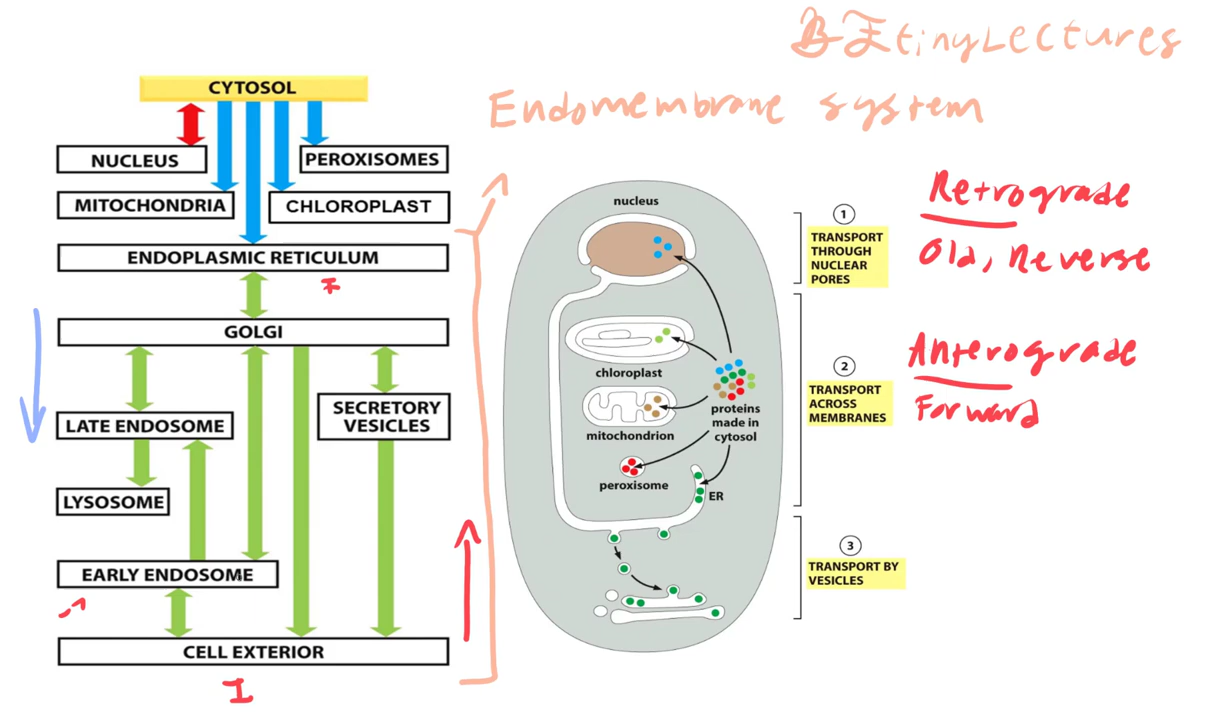 tinyLectures
Endomembrane system
CYTOSOL
NUCLEUS
PEROXISOMES
MITOCHONDRIA
CHLOROPLAST
ENDOPLASMIC RETICULUM
GOLGI
LATE ENDOSOME
SECRETORY
VESICLES
LYSOSOME
EARLY ENDOSOME
CELL EXTERIOR
I
nucleus
chloroplast
mitochondrion
peroxisome
proteins
made in
cytosol
ER
1
TRANSPORT
THROUGH
NUCLEAR
PORES
2
TRANSPORT
ACROSS
MEMBRANES
3
TRANSPORT BY
VESICLES
Retrograde
Old, Reverse
Anterograde
Forward